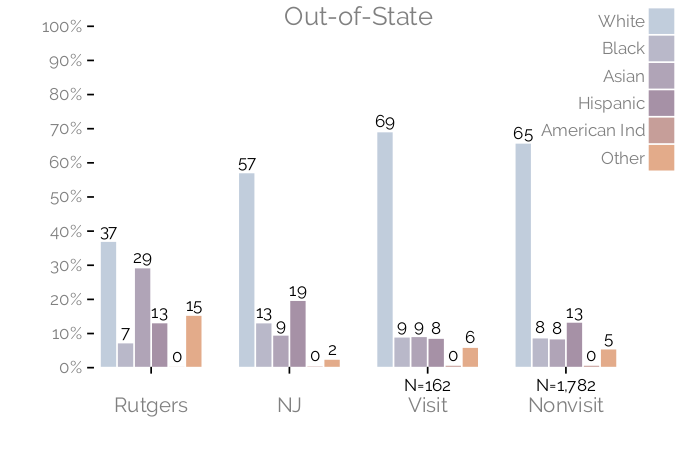 Out-of-State
White
Black
Asian
Hispanic
American Ind
Other
100%
90%
80%
70%
60%
50%
40%
30%
20%
10%
0%
37
7
29
13
0
15
57
13
9
19
0
2
69
9
9
8
0
6
65
8
8
13
0
5
N=162
N=1,782
Rutgers
NJ
Visit
Nonvisit